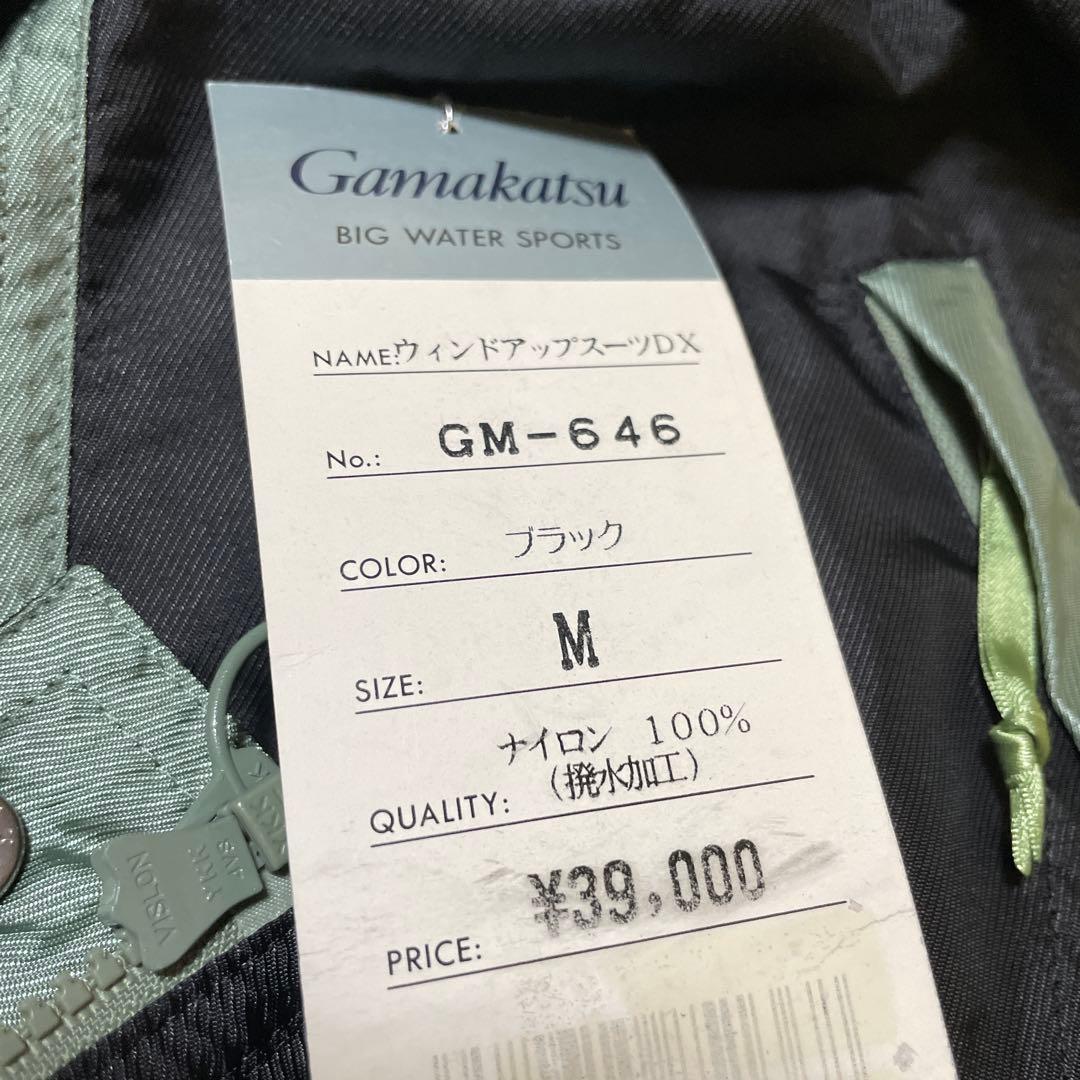 Gamakatsu
BIG WATER SPORTS
NAME:ウィンドアップスーツDX
No.: GM-646
COLOR: ブラック
SIZE: M
ナイロン 100%
QUALITY: (撥水加工)
PRICE: ¥39,000
YKK
YKK
VISLON